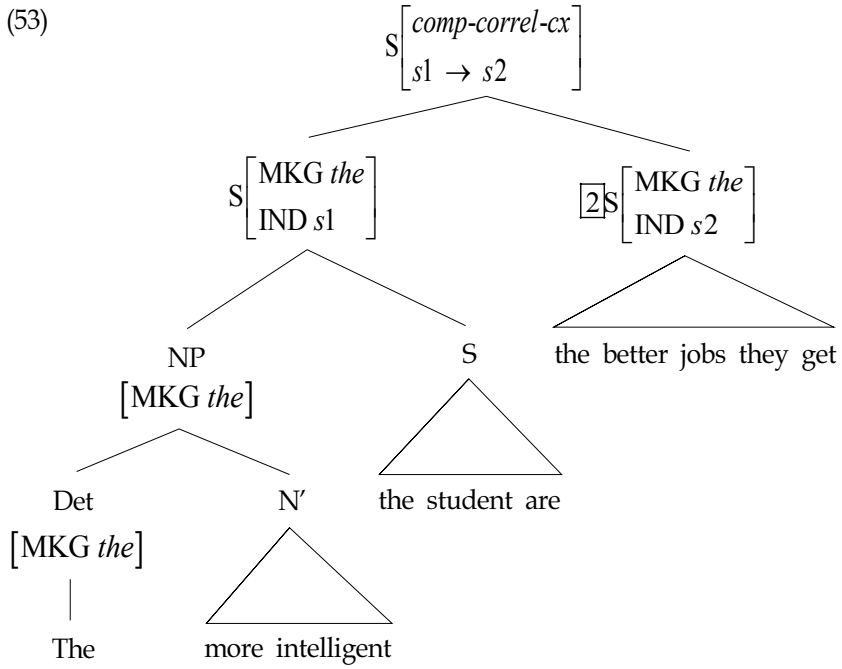 (53)
S[comp-correl-cx
s1 → s2]
S[MKG the
IND s1]
2 S[MKG the
IND s2]
NP
[MKG the]
S
the better jobs they get
Det
[MKG the]
N'
the student are
The
more intelligent